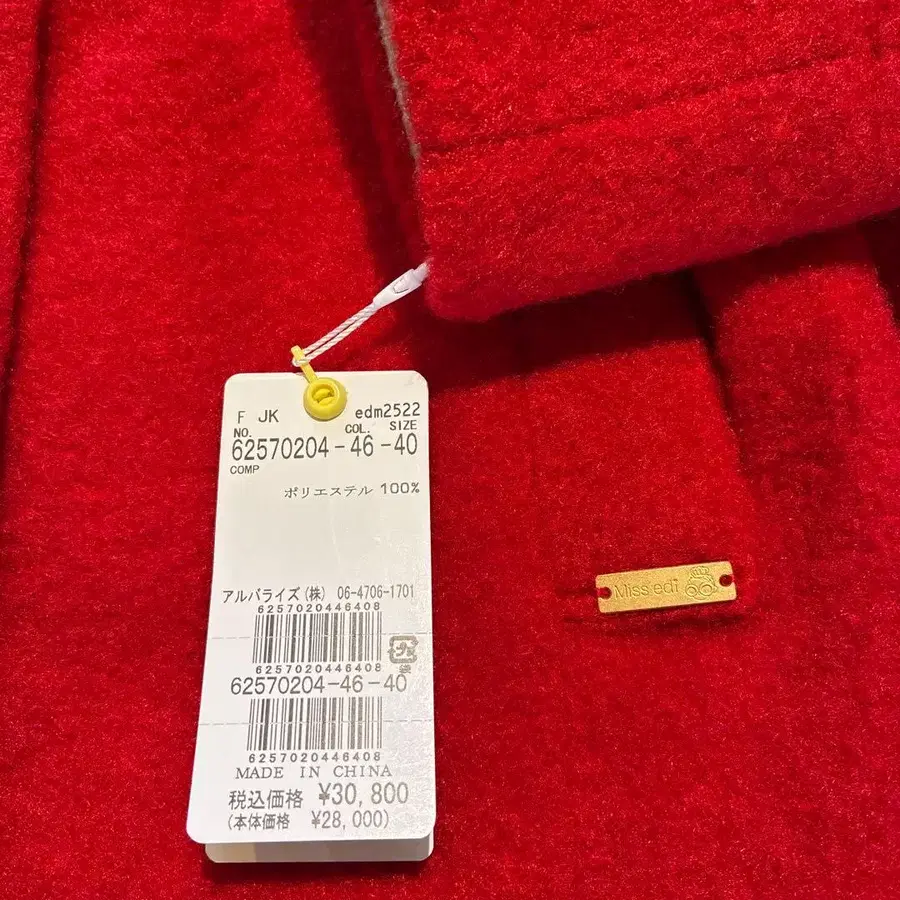 F JK edm2522
NO. COL. SIZE
62570204-46-40
COMP
ポリエステル 100%
アルバライズ(株) 06-4706-1701
6257020446408
6257020446408
袋
62570204-46-40
6257020446408
MADE IN CHINA
税込価格 ¥30,800
(本体価格 ¥28,000)
Miss edi